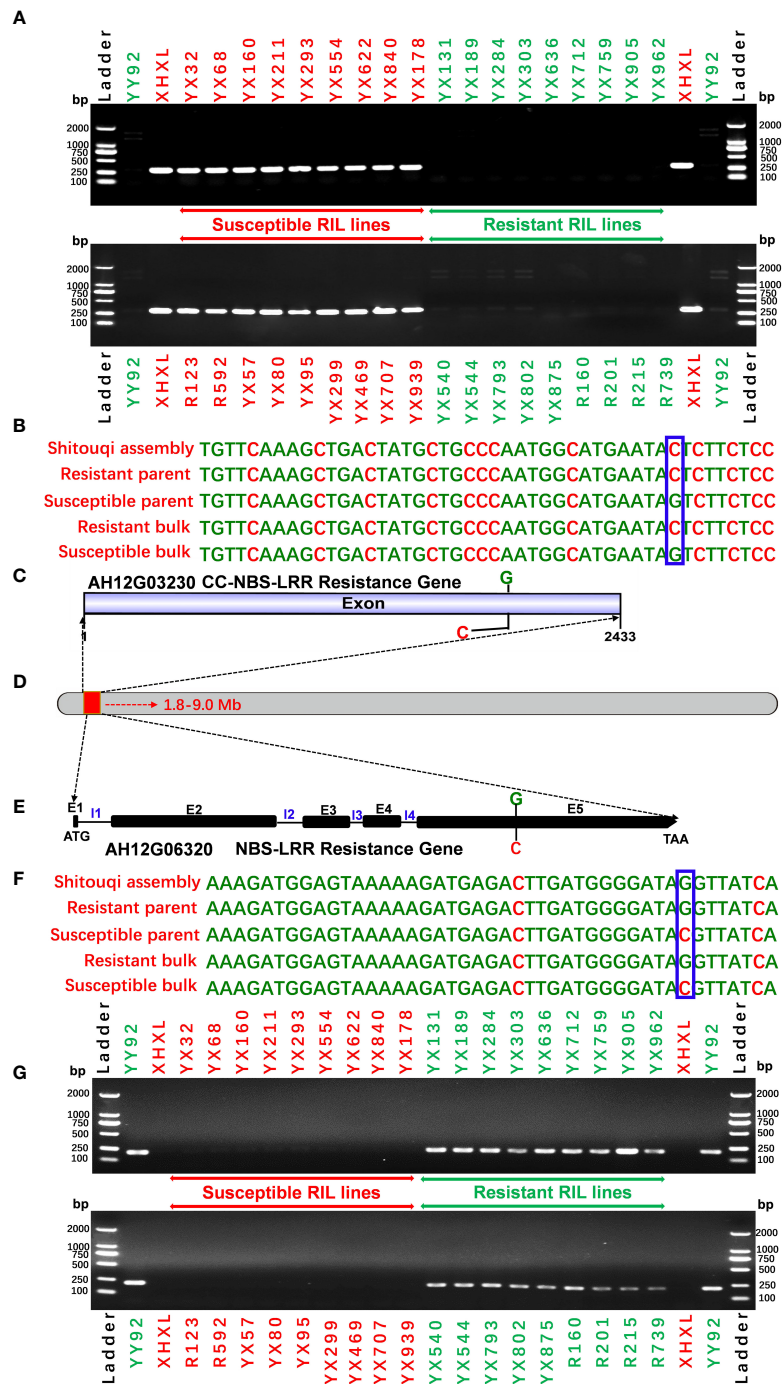 A
Ladder YY92 XHXL YX32 YX68 YX160 YX211 YX293 YX554 YX622 YX840 YX178 YX131 YX189 YX284 YX303 YX636 YX712 YX759 YX905 YX962 XHXL YY92 Ladder
bp bp
2000 2000
1000 1000
750 750
500 500
250 250
100 100
Susceptible RIL lines Resistant RIL lines
bp bp
2000 2000
1000 1000
750 750
500 500
250 250
100 100
Ladder YY92 XHXL R123 R592 YX57 YX80 YX95 YX299 YX469 YX707 YX939 YX540 YX544 YX793 YX802 YX875 R160 R201 R215 R739 XHXL YY92 Ladder
B
Shitouqi assembly TGTTCAAAGCTGACTATGCTGCCCAATGGCATGAATACTCTTCTCC
Resistant parent TGTTCAAAGCTGACTATGCTGCCCAATGGCATGAATACTCTTCTCC
Susceptible parent TGTTCAAAGCTGACTATGCTGCCCAATGGCATGAATAGTCTTCTCC
Resistant bulk TGTTCAAAGCTGACTATGCTGCCCAATGGCATGAATACTCTTCTCC
Susceptible bulk TGTTCAAAGCTGACTATGCTGCCCAATGGCATGAATAGTCTTCTCC
C
AH12G03230 CC-NBS-LRR Resistance Gene G
Exon
1 C 2433
D
1.8-9.0 Mb
E
E1 I1 E2 I2 E3 I3 E4 I4 G E5
ATG C TAA
AH12G06320 NBS-LRR Resistance Gene
F
Shitouqi assembly AAAGATGGAGTAAAAAGATGAGACTTGATGGGGATAGGTTATCA
Resistant parent AAAGATGGAGTAAAAAGATGAGACTTGATGGGGATAGGTTATCA
Susceptible parent AAAGATGGAGTAAAAAGATGAGACTTGATGGGGATACGTTATCA
Resistant bulk AAAGATGGAGTAAAAAGATGAGACTTGATGGGGATAGGTTATCA
Susceptible bulk AAAGATGGAGTAAAAAGATGAGACTTGATGGGGATACGTTATCA
Ladder YY92 XHXL YX32 YX68 YX160 YX211 YX293 YX554 YX622 YX840 YX178 YX131 YX189 YX284 YX303 YX636 YX712 YX759 YX905 YX962 XHXL YY92 Ladder
G
bp bp
2000 2000
1000 1000
750 750
500 500
250 250
100 100
Susceptible RIL lines Resistant RIL lines
bp bp
2000 2000
1000 1000
750 750
500 500
250 250
100 100
Ladder YY92 XHXL R123 R592 YX57 YX80 YX95 YX299 YX469 YX707 YX939 YX540 YX544 YX793 YX802 YX875 R160 R201 R215 R739 XHXL YY92 Ladder